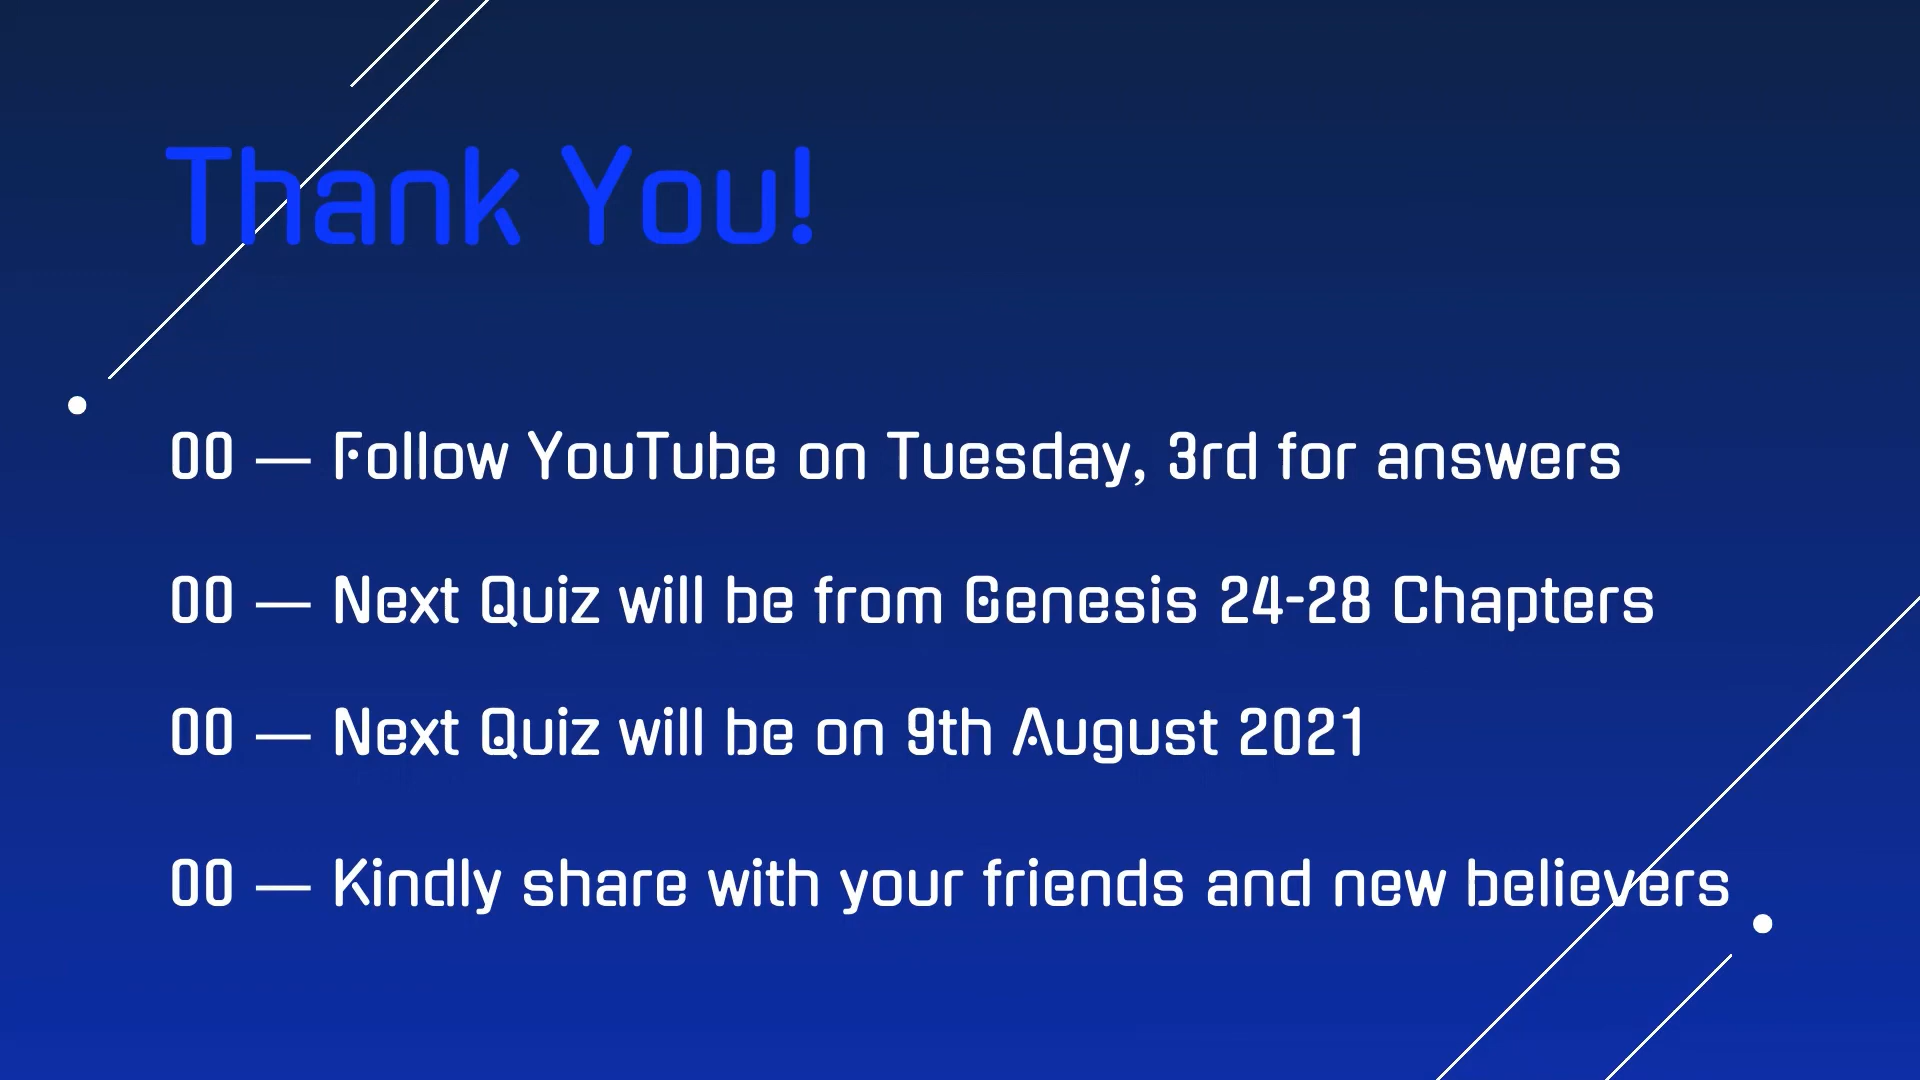 Thank You!
00 — Follow YouTube on Tuesday, 3rd for answers
00 — Next Quiz will be from Genesis 24-28 Chapters
00 — Next Quiz will be on 9th August 2021
00 — Kindly share with your friends and new believers